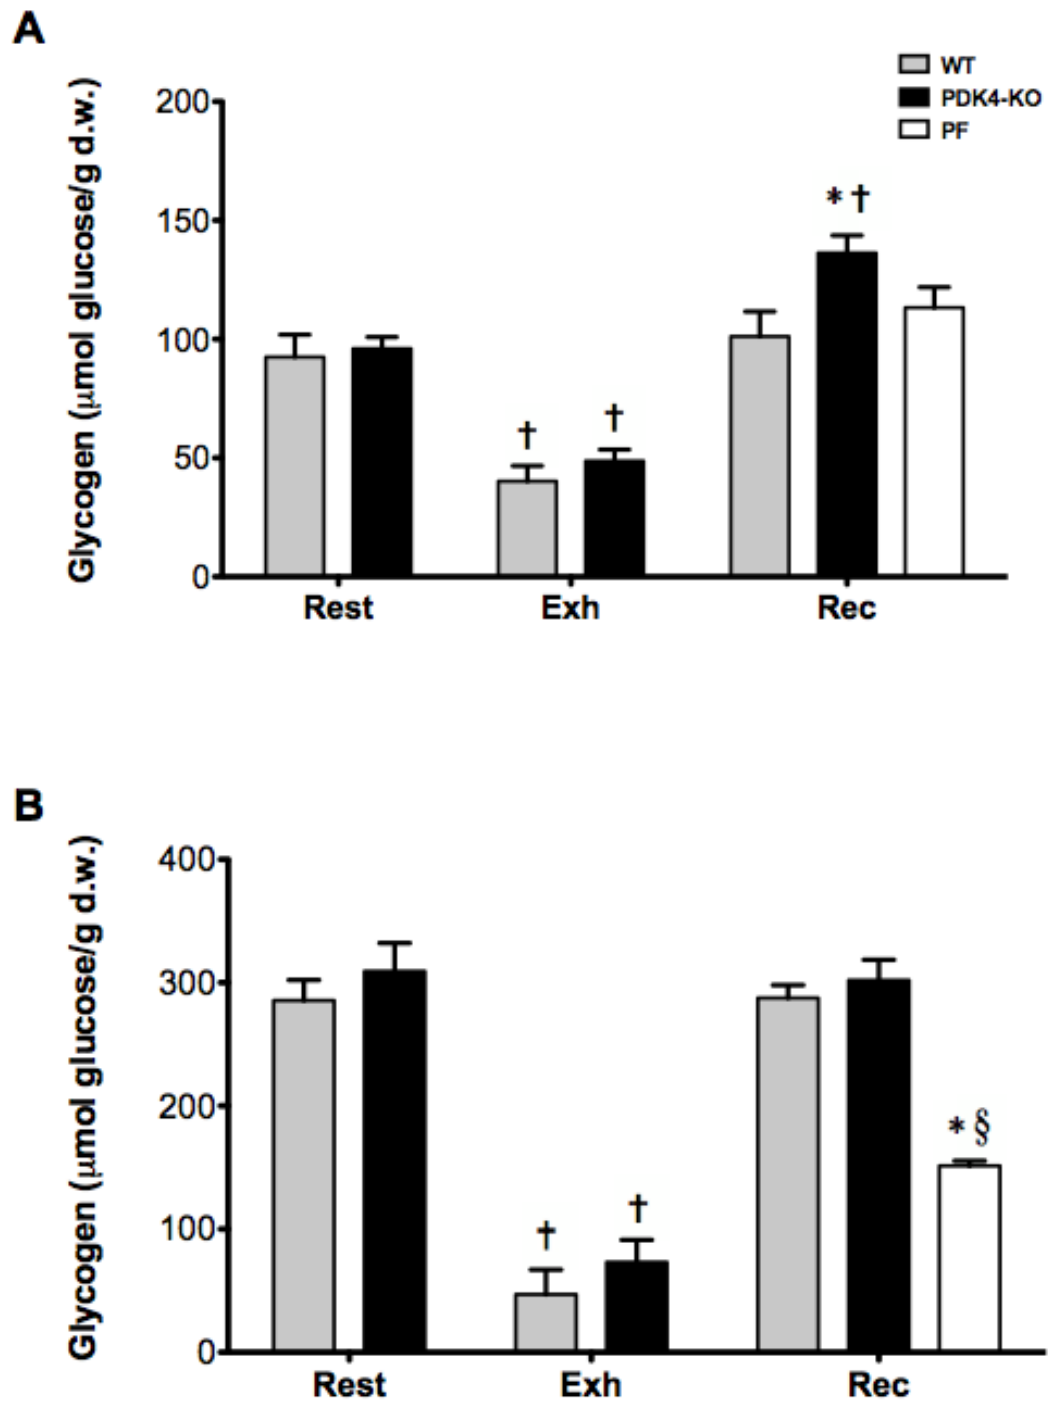 A
WT
PDK4-KO
PF
Glycogen (μmol glucose/g d.w.)
200
150
100
50
0
* †
†
†
Rest
Exh
Rec
B
Glycogen (μmol glucose/g d.w.)
400
300
200
100
0
* §
†
†
Rest
Exh
Rec